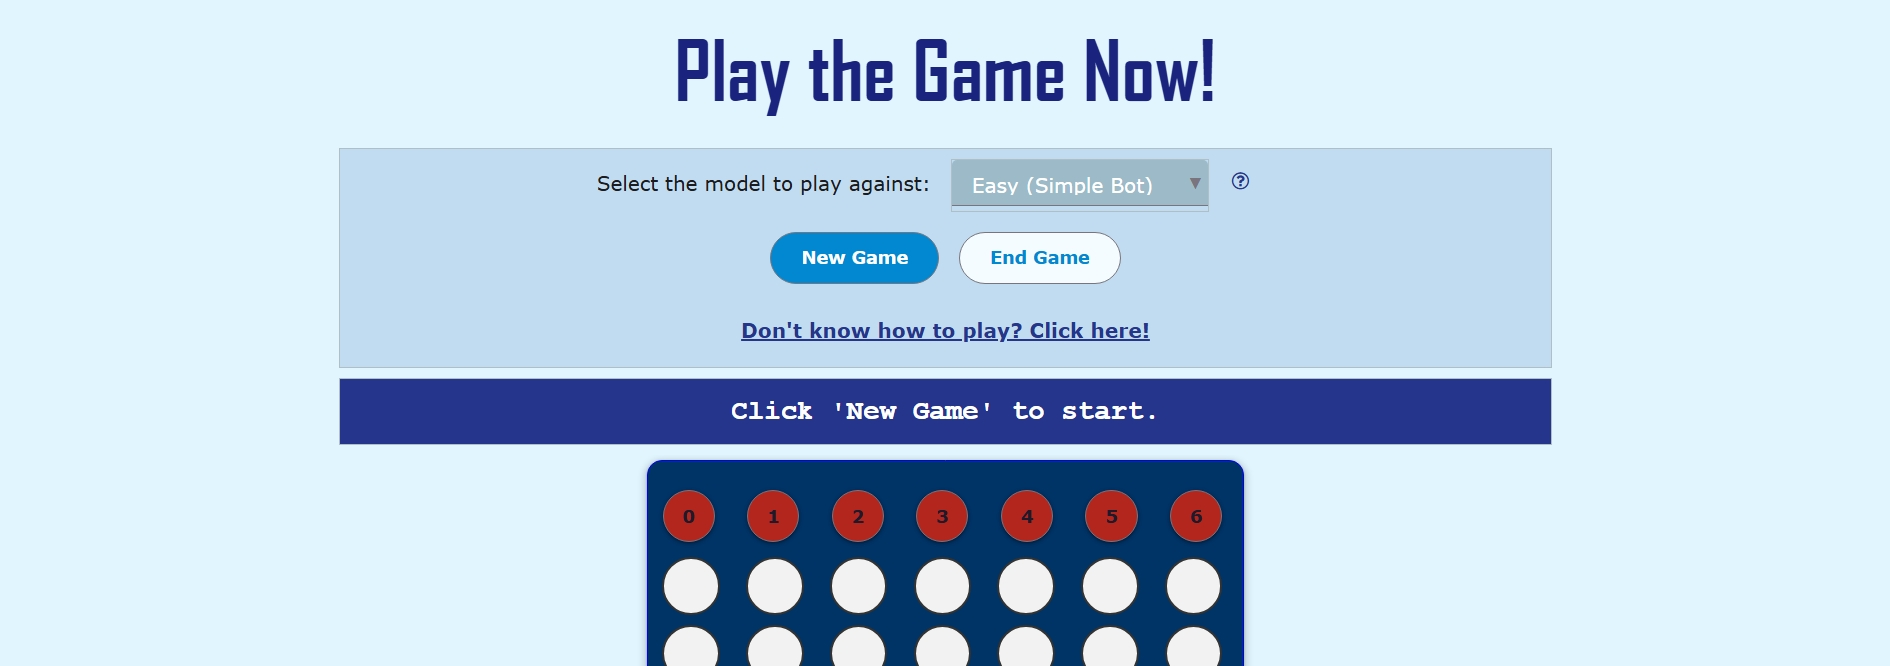 Play the Game Now!
Select the model to play against: Easy (Simple Bot) ▼ ?
New Game End Game
Don't know how to play? Click here!
Click 'New Game' to start.
0 1 2 3 4 5 6